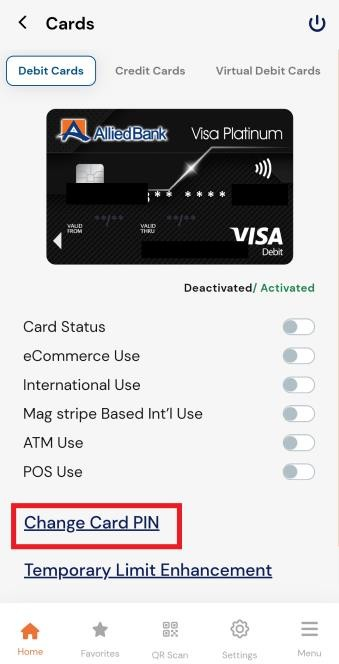 Cards
Debit Cards Credit Cards Virtual Debit Cards
AlliedBank Visa Platinum
** ****
VALID FROM **/** VALID THRU **/**
VISA
Debit
Deactivated/ Activated
Card Status
eCommerce Use
International Use
Mag stripe Based Int'l Use
ATM Use
POS Use
Change Card PIN
Temporary Limit Enhancement
Home Favorites QR Scan Settings Menu